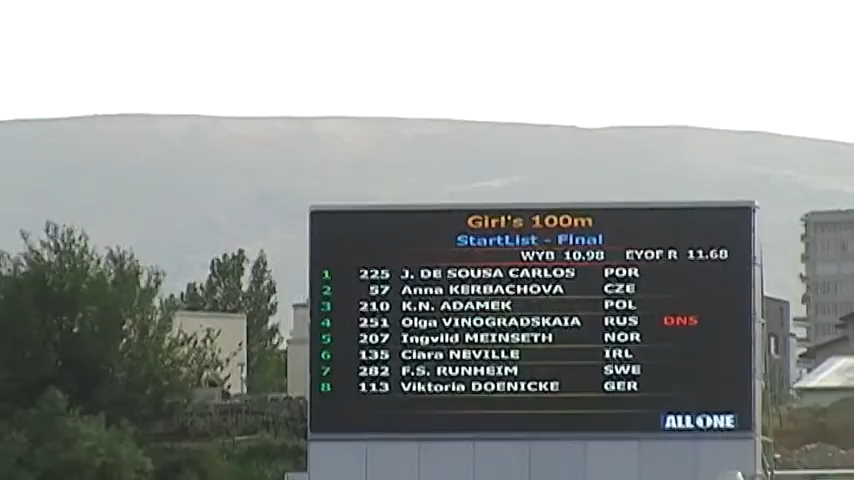 Girl's 100m
StartList - Final
WYB 10.98 EYOF R 11.68
1 225 J. DE SOUSA CARLOS POR
2 57 Anna KERBACHOVA CZE
3 210 K.N. ADAMEK POL
4 251 Olga VINOGRADSKAIA RUS DNS
5 207 Ingvild MEINSETH NOR
6 135 Ciara NEVILLE IRL
7 282 F.S. RUNHEIM SWE
8 113 Viktoria DOENICKE GER
ALL ONE